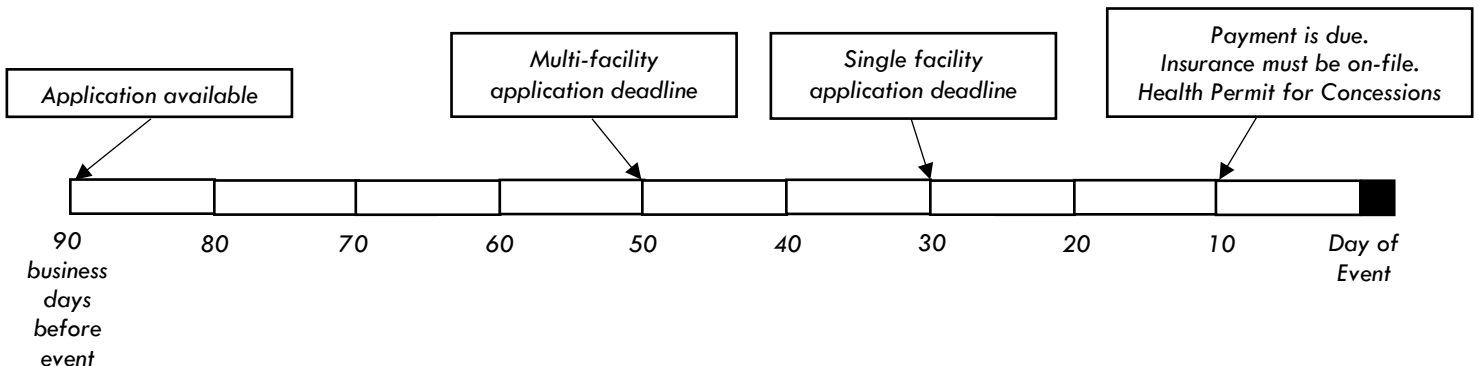 Application available
Multi-facility
application deadline
Single facility
application deadline
Payment is due.
Insurance must be on-file.
Health Permit for Concessions
90
business
days
before
event
80
70
60
50
40
30
20
10
Day of
Event